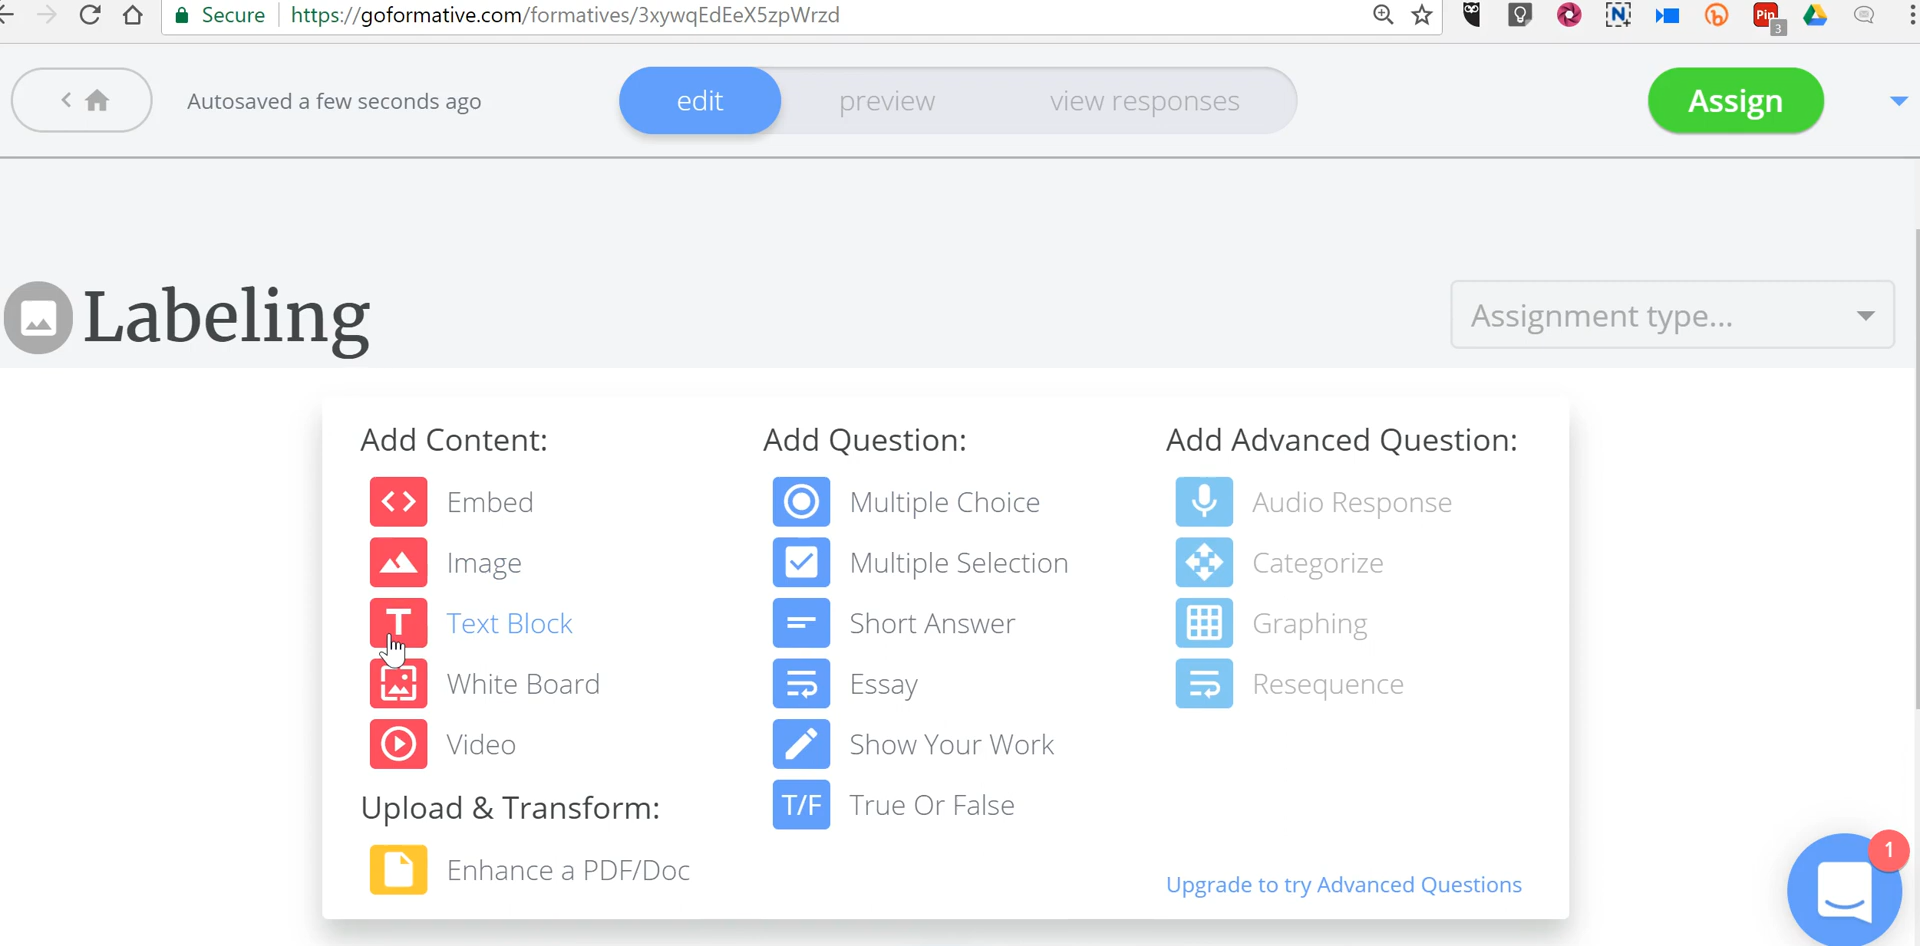 Secure https://goformative.com/formatives/3xywqEdEeX5zpWrzd
Pin
3
Autosaved a few seconds ago
edit
preview
view responses
Assign
Labeling
Assignment type...
Add Content:
Embed
Image
T Text Block
White Board
Video
Upload & Transform:
Enhance a PDF/Doc
Add Question:
Multiple Choice
Multiple Selection
Short Answer
Essay
Show Your Work
T/F True Or False
Add Advanced Question:
Audio Response
Categorize
Graphing
Resequence
Upgrade to try Advanced Questions
1